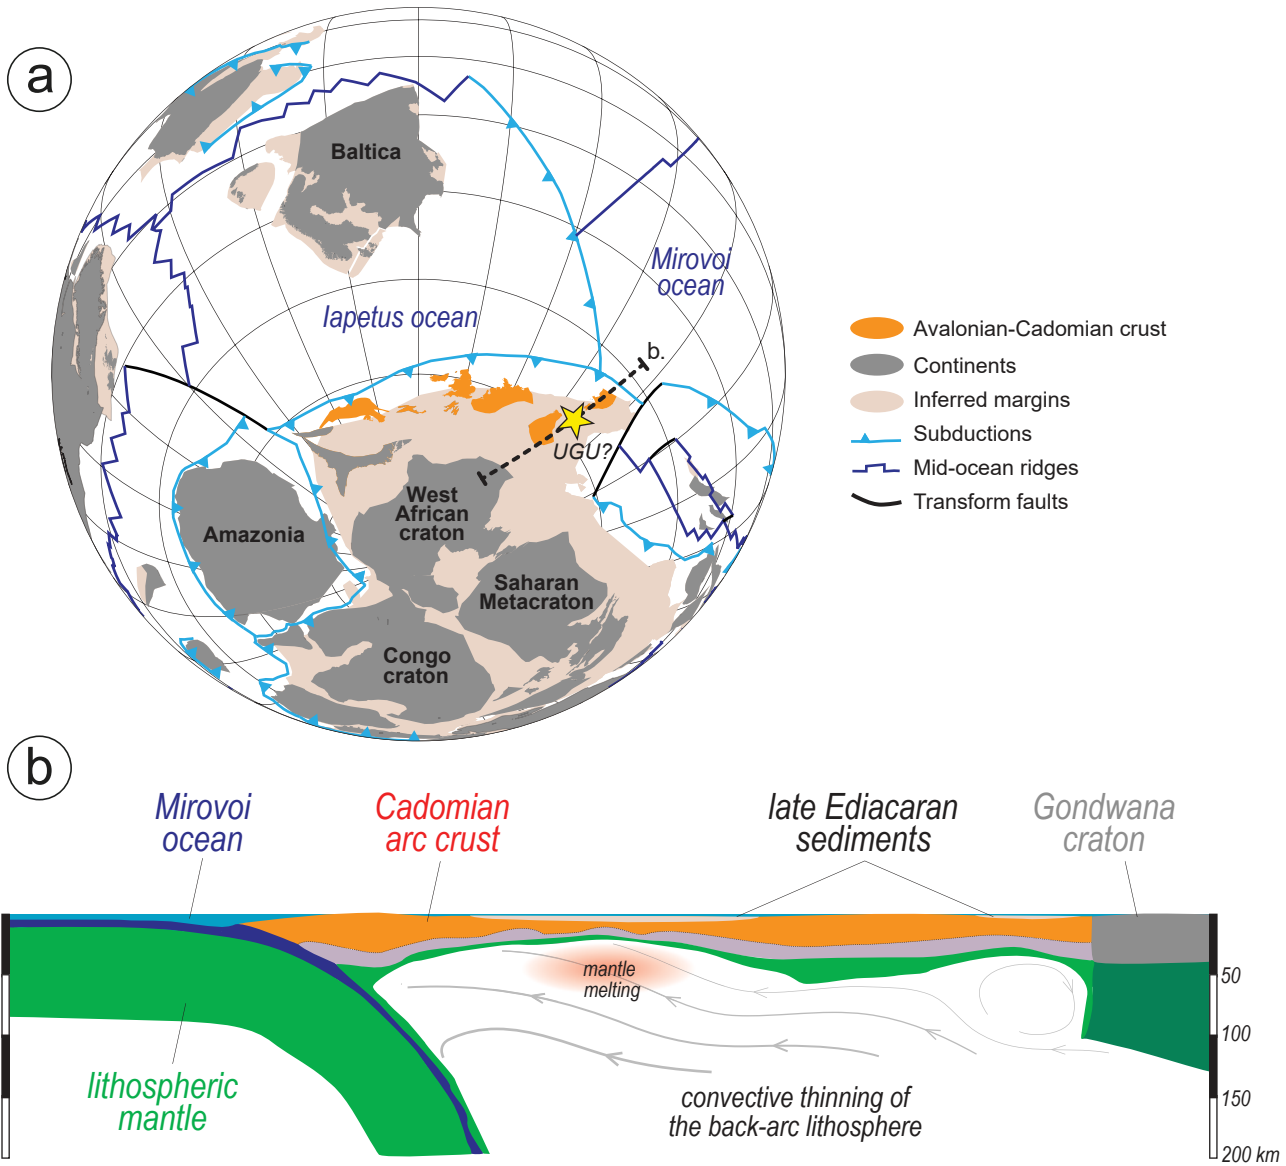 a
Baltica
Mirovoi
ocean
Iapetus ocean
b.
UGU?
West
African
craton
Amazonia
Saharan
Metacraton
Congo
craton
Avalonian-Cadomian crust
Continents
Inferred margins
Subductions
Mid-ocean ridges
Transform faults
b
Mirovoi
ocean
Cadomian
arc crust
late Ediacaran
sediments
Gondwana
craton
mantle
melting
50
100
150
200 km
lithospheric
mantle
convective thinning of
the back-arc lithosphere